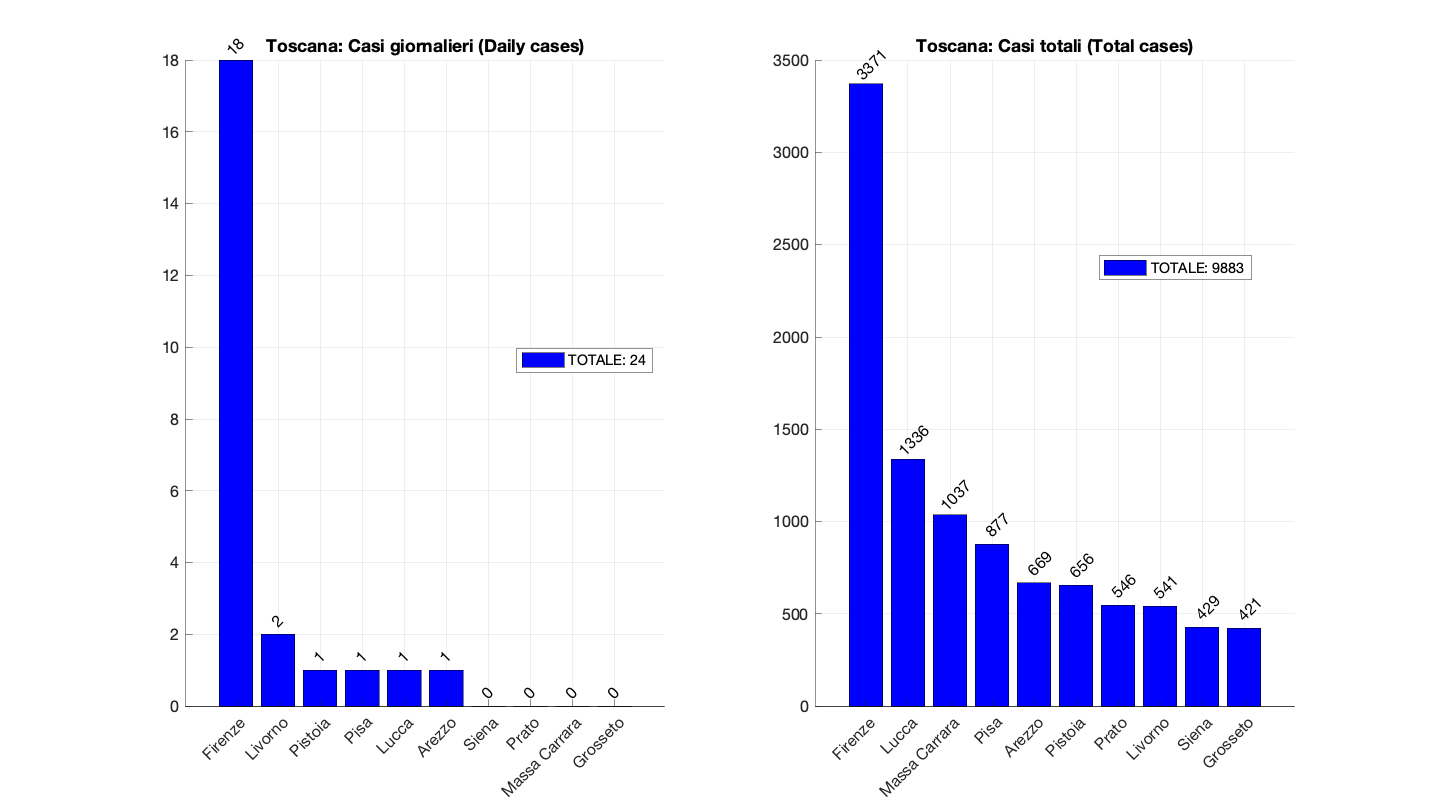 Toscana: Casi giornalieri (Daily cases)
18
16
14
12
10
8
6
4
2
0
18
2
1
1
1
1
0
0
0
0
TOTALE: 24
Firenze
Livorno
Pistoia
Pisa
Lucca
Arezzo
Siena
Prato
Massa Carrara
Grosseto
Toscana: Casi totali (Total cases)
3500
3000
2500
2000
1500
1000
500
0
3371
1336
1037
877
669
656
546
541
429
421
TOTALE: 9883
Firenze
Lucca
Massa Carrara
Pisa
Arezzo
Pistoia
Prato
Livorno
Siena
Grosseto